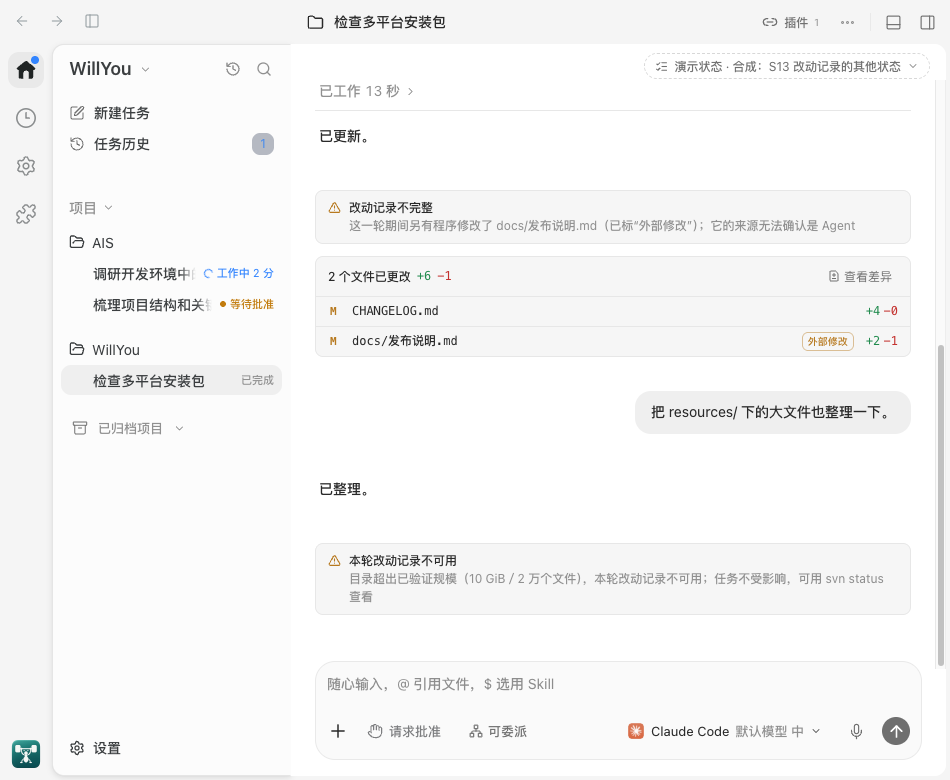 检查多平台安装包
插件 1
WillYou
演示状态 · 合成：S13 改动记录的其他状态
新建任务
任务历史 1
项目
AIS
调研开发环境中 工作中 2 分
梳理项目结构和关 等待批准
WillYou
检查多平台安装包 已完成
已归档项目
设置
已工作 13 秒
已更新。
改动记录不完整
这一轮期间另有程序修改了 docs/发布说明.md（已标“外部修改”）；它的来源无法确认是 Agent
2 个文件已更改 +6 −1 查看差异
M CHANGELOG.md +4 −0
M docs/发布说明.md 外部修改 +2 −1
把 resources/ 下的大文件也整理一下。
已整理。
本轮改动记录不可用
目录超出已验证规模（10 GiB / 2 万个文件），本轮改动记录不可用；任务不受影响，可用 svn status
查看
随心输入，@ 引用文件，$ 选用 Skill
请求批准 可委派 Claude Code 默认模型 中